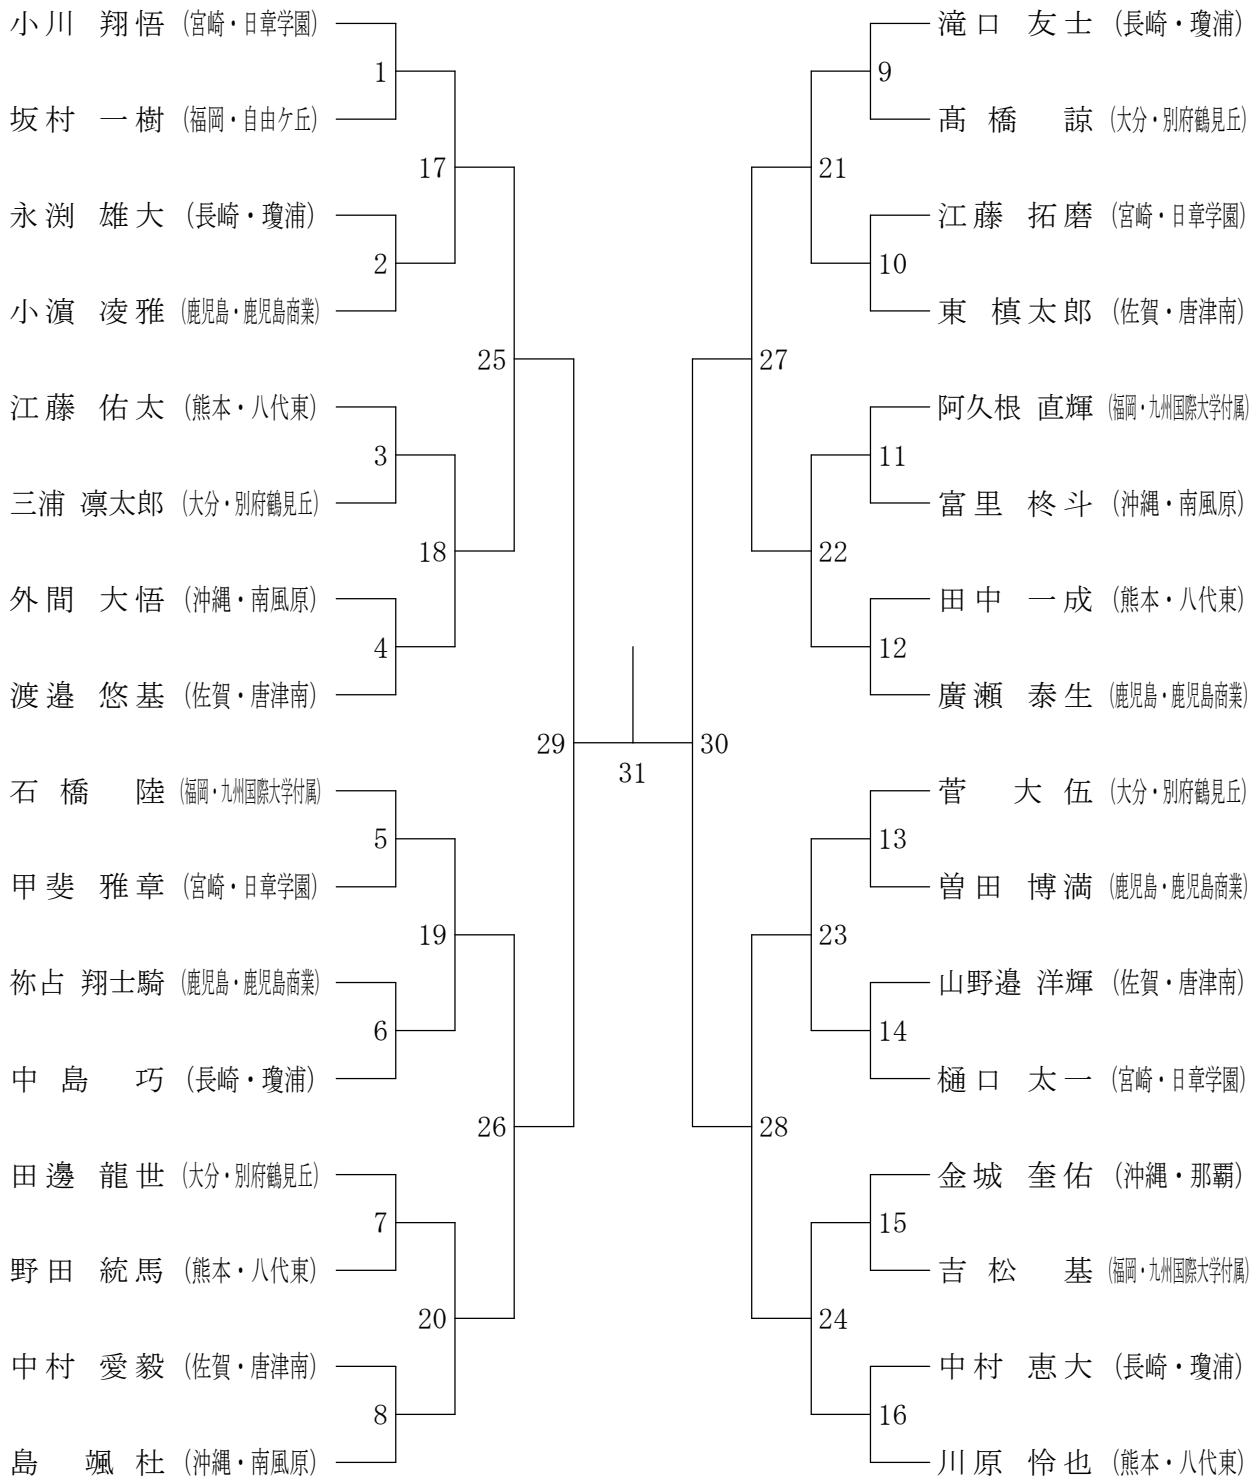 小川 翔悟 (宮崎・日章学園)
1
坂村 一樹 (福岡・自由ケ丘)
17
永渕 雄大 (長崎・瓊浦)
2
小濵 凌雅 (鹿児島・鹿児島商業)
25
江藤 佑太 (熊本・八代東)
3
三浦 凛太郎 (大分・別府鶴見丘)
18
外間 大悟 (沖縄・南風原)
4
渡邉 悠基 (佐賀・唐津南)
29
石橋 陸 (福岡・九州国際大学付属)
5
甲斐 雅章 (宮崎・日章学園)
19
祢占 翔士騎 (鹿児島・鹿児島商業)
6
中島 巧 (長崎・瓊浦)
26
田邊 龍世 (大分・別府鶴見丘)
7
野田 統馬 (熊本・八代東)
20
中村 愛毅 (佐賀・唐津南)
8
島 颯杜 (沖縄・南風原)
31
滝口 友士 (長崎・瓊浦)
9
髙橋 諒 (大分・別府鶴見丘)
21
江藤 拓磨 (宮崎・日章学園)
10
東 槙太郎 (佐賀・唐津南)
27
阿久根 直輝 (福岡・九州国際大学付属)
11
富里 柊斗 (沖縄・南風原)
22
田中 一成 (熊本・八代東)
12
廣瀬 泰生 (鹿児島・鹿児島商業)
30
菅 大伍 (大分・別府鶴見丘)
13
曽田 博満 (鹿児島・鹿児島商業)
23
山野邉 洋輝 (佐賀・唐津南)
14
樋口 太一 (宮崎・日章学園)
28
金城 奎佑 (沖縄・那覇)
15
吉松 基 (福岡・九州国際大学付属)
24
中村 恵大 (長崎・瓊浦)
16
川原 怜也 (熊本・八代東)